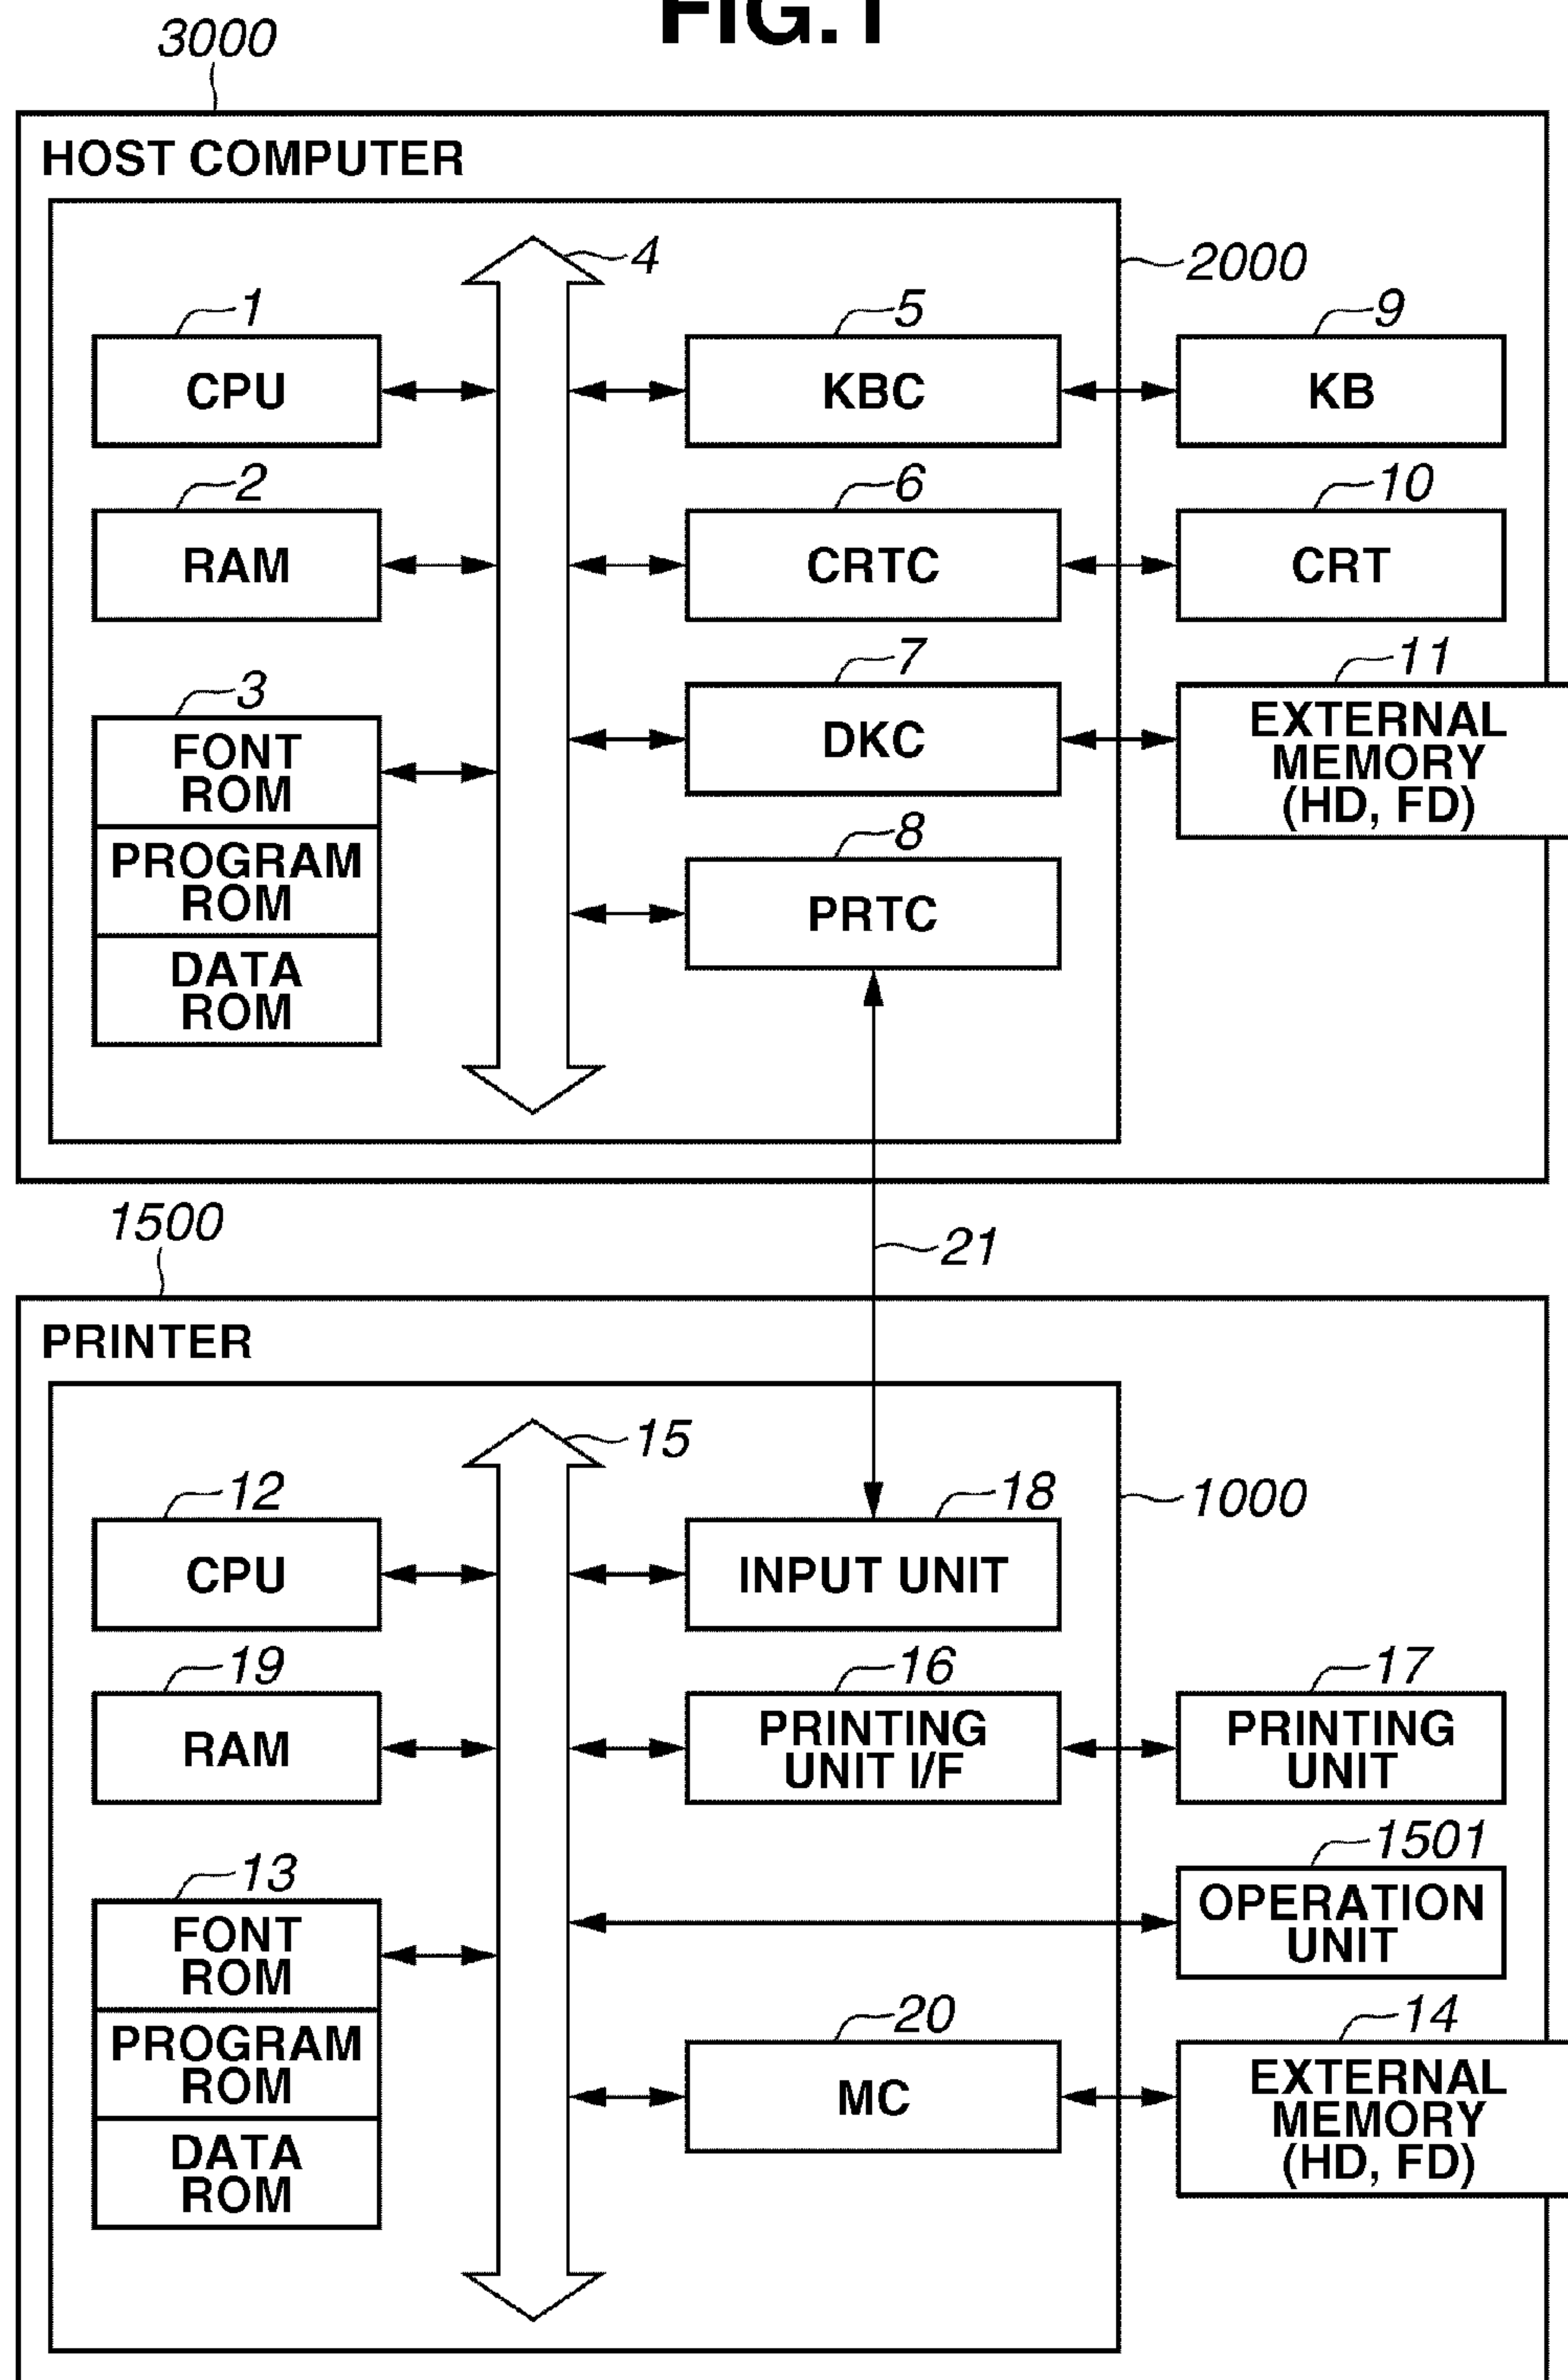 FIG.1
3000
HOST COMPUTER
4
2000
1
5
9
CPU
KBC
KB
2
6
10
RAM
CRTC
CRT
3
7
11
FONT
ROM
DKC
EXTERNAL
MEMORY
(HD, FD)
PROGRAM
ROM
8
PRTC
DATA
ROM
1500
21
PRINTER
15
1000
12
18
CPU
INPUT UNIT
19
16
17
RAM
PRINTING
UNIT I/F
PRINTING
UNIT
1501
OPERATION
UNIT
13
FONT
ROM
PROGRAM
ROM
20
14
MC
EXTERNAL
MEMORY
(HD, FD)
DATA
ROM